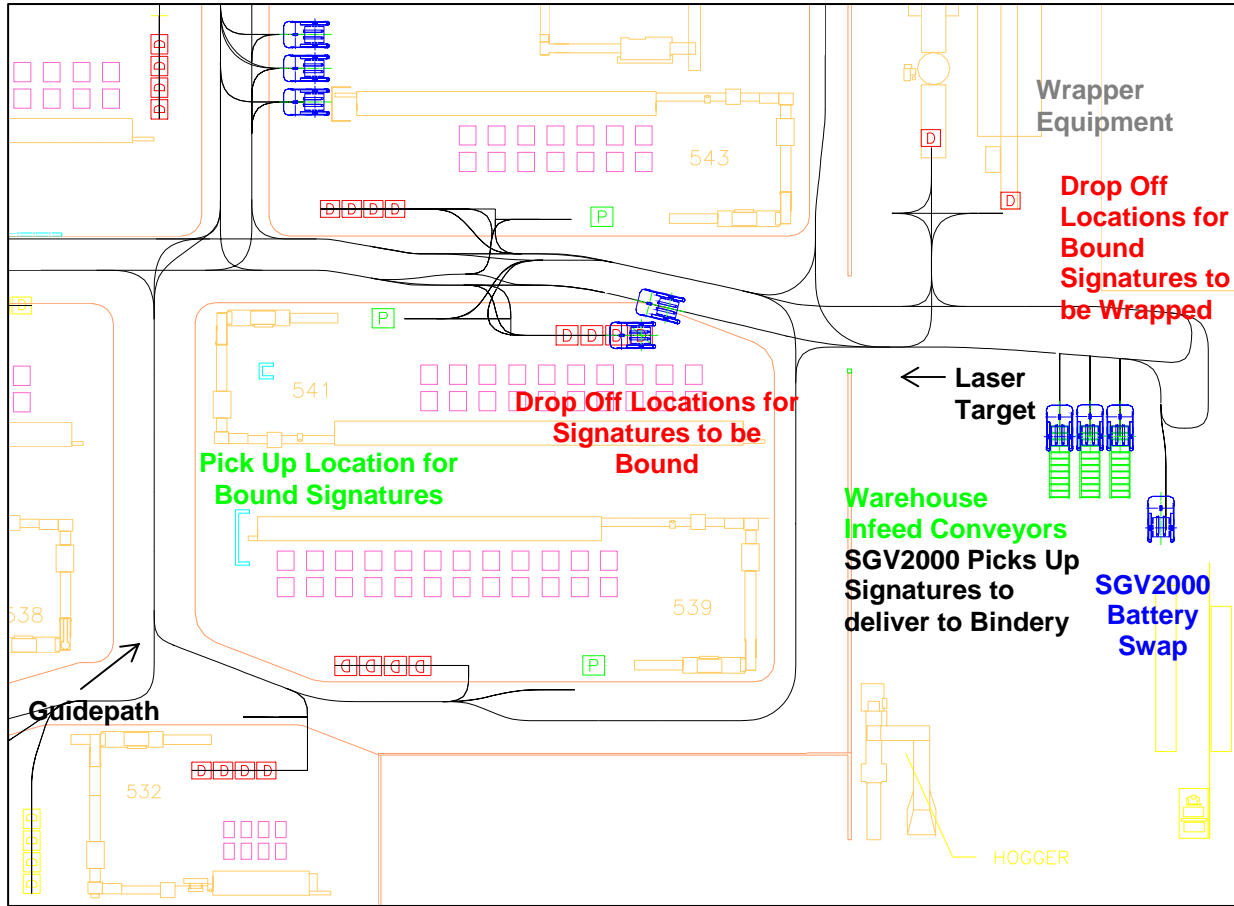 D
D
D
D
Wrapper
Equipment
D
543
D
Drop Off
Locations for
Bound
Signatures to
be Wrapped
D D D D
P
D
P
D D D D
Laser
Target
541
Drop Off Locations for
Signatures to be
Bound
Pick Up Location for
Bound Signatures
Warehouse
Infeed Conveyors
SGV2000 Picks Up
Signatures to
deliver to Bindery
SGV2000
Battery
Swap
538
539
D D D D
P
Guidepath
D D D D
532
D
D
D
D
HOGGER